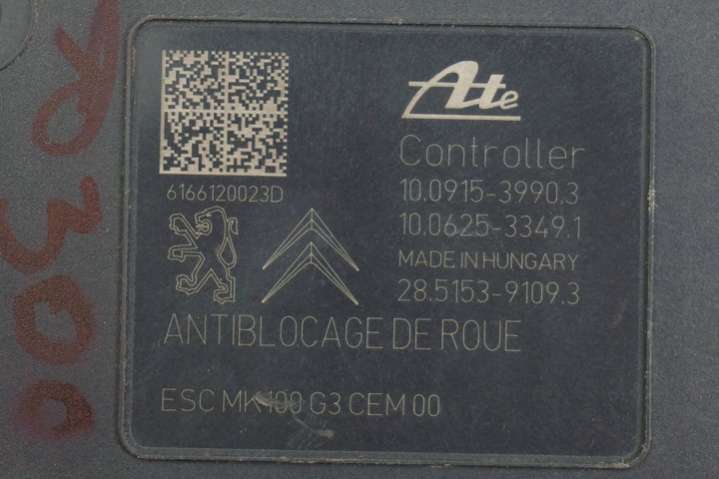 Ate
Controller
10.0915-3990.3
10.0625-3349.1
MADE IN HUNGARY
28.5153-9109.3
6166120023D
ANTIBLOCAGE DE ROUE
ESC MK100 G3 CEM 00